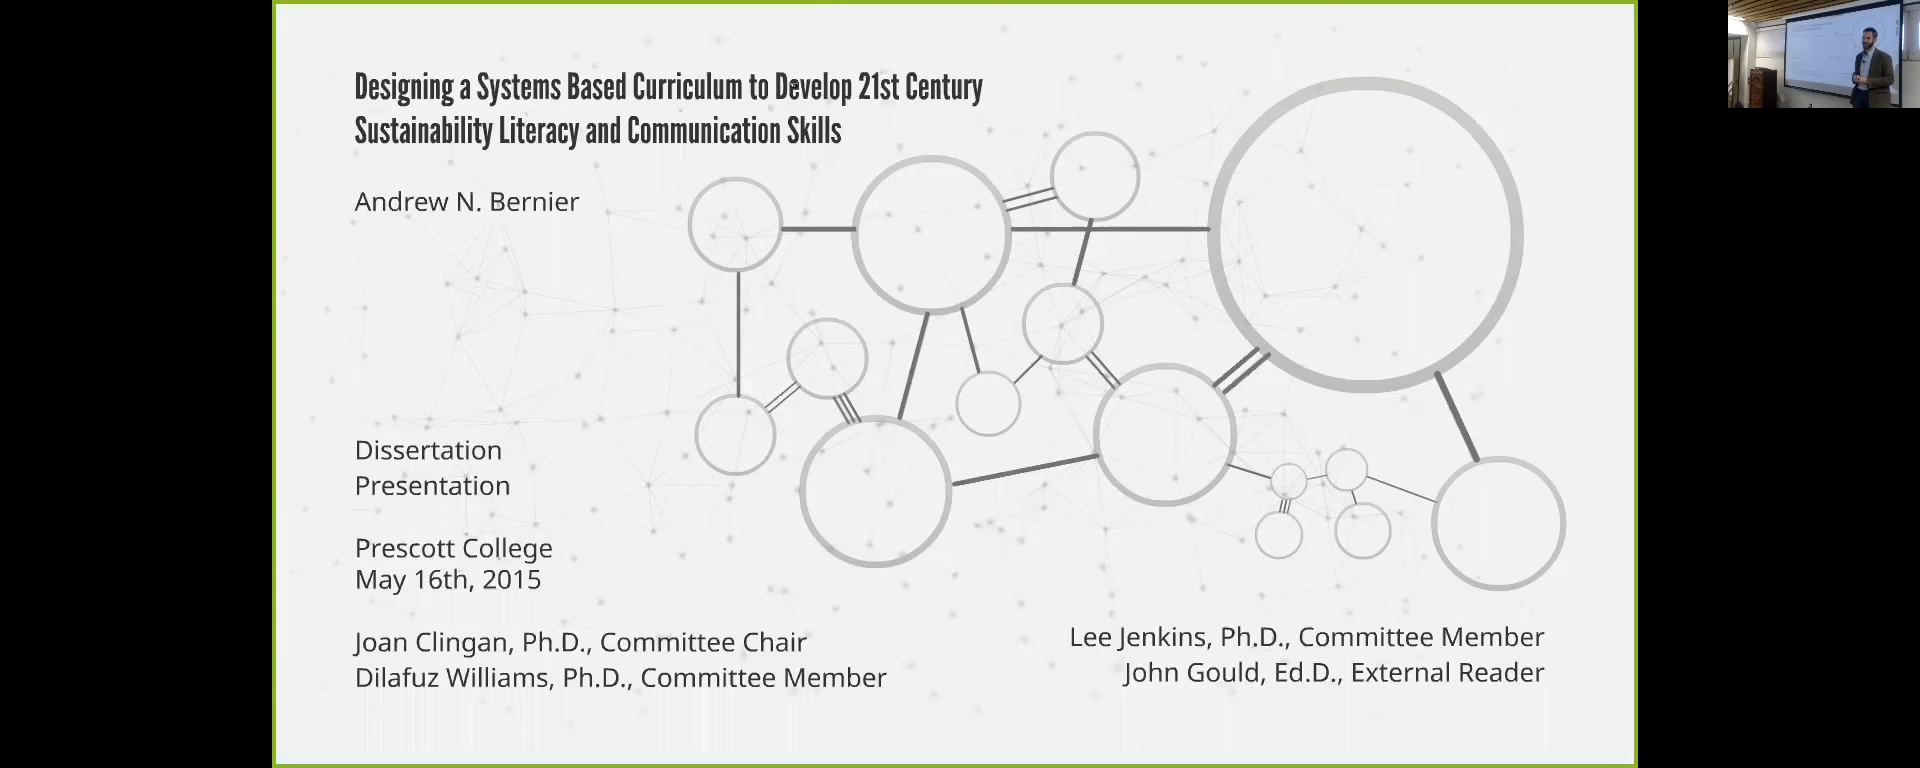 Designing a Systems Based Curriculum to Develop 21st Century
Sustainability Literacy and Communication Skills
Andrew N. Bernier
Dissertation
Presentation
Prescott College
May 16th, 2015
Joan Clingan, Ph.D., Committee Chair
Dilafuz Williams, Ph.D., Committee Member
Lee Jenkins, Ph.D., Committee Member
John Gould, Ed.D., External Reader